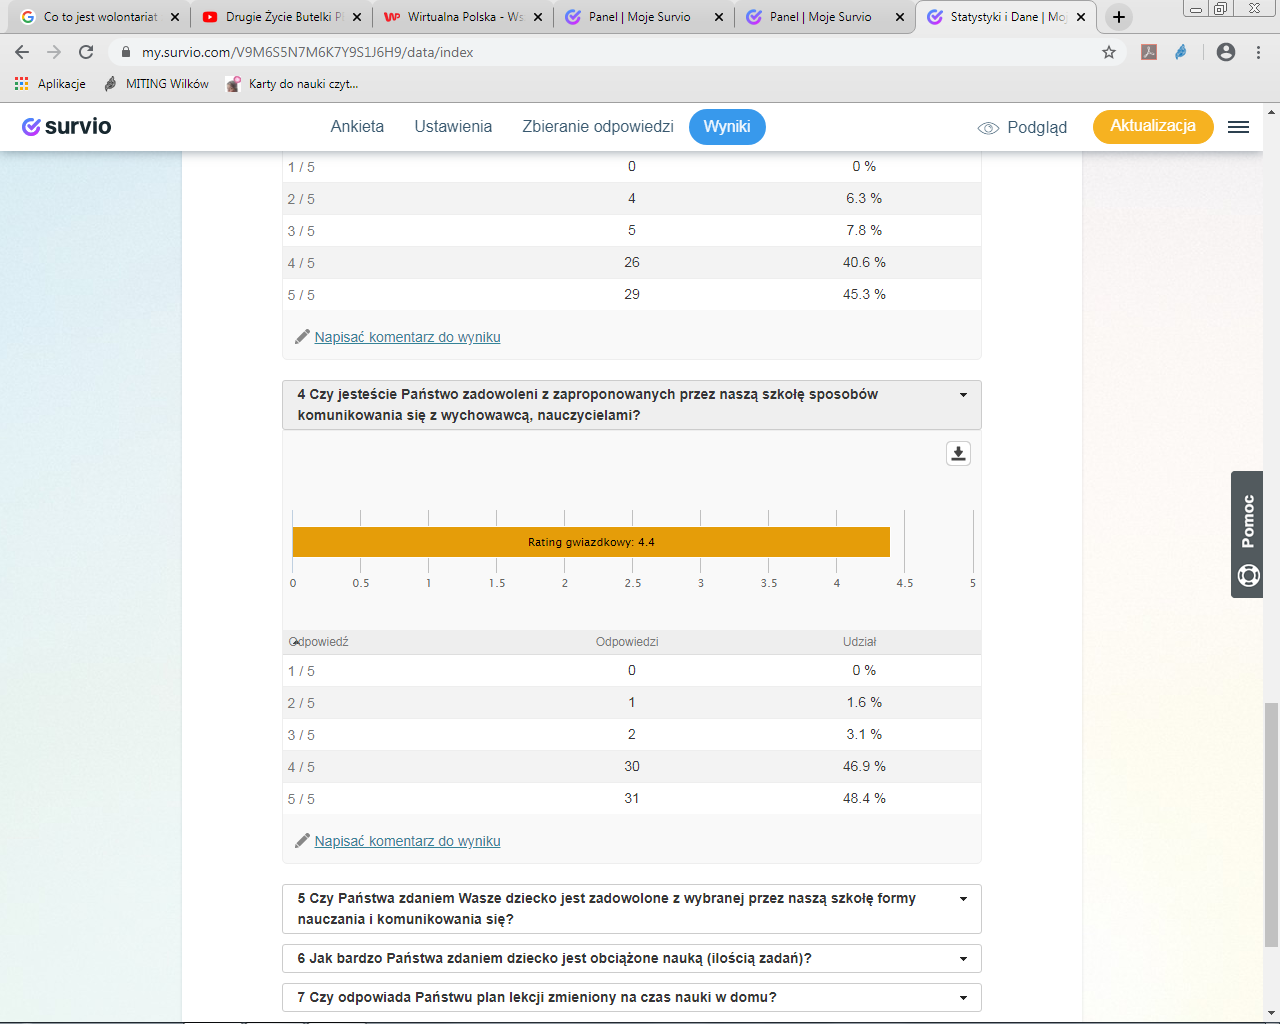 Co to jest wolontariat
Drugie Życie Butelki Pl
Wirtualna Polska - Ws
Panel | Moje Survio
Panel | Moje Survio
Statystyki i Dane | Mo
my.survio.com/V9M6S5N7M6K7Y9S1J6H9/data/index
Aplikacje
MITING Wilków
Karty do nauki czyt...
survio
Ankieta
Ustawienia
Zbieranie odpowiedzi
Wyniki
Podgląd
Aktualizacja
1 / 5 0 0 %
2 / 5 4 6.3 %
3 / 5 5 7.8 %
4 / 5 26 40.6 %
5 / 5 29 45.3 %
Napisać komentarz do wyniku
4 Czy jesteście Państwo zadowoleni z zaproponowanych przez naszą szkołę sposobów
komunikowania się z wychowawcą, nauczycielami?
Rating gwiazdkowy: 4.4
0 0.5 1 1.5 2 2.5 3 3.5 4 4.5 5
Odpowiedź Odpowiedzi Udział
1 / 5 0 0 %
2 / 5 1 1.6 %
3 / 5 2 3.1 %
4 / 5 30 46.9 %
5 / 5 31 48.4 %
Napisać komentarz do wyniku
5 Czy Państwa zdaniem Wasze dziecko jest zadowolone z wybranej przez naszą szkołę formy
nauczania i komunikowania się?
6 Jak bardzo Państwa zdaniem dziecko jest obciążone nauką (ilością zadań)?
7 Czy odpowiada Państwu plan lekcji zmieniony na czas nauki w domu?
Pomoc